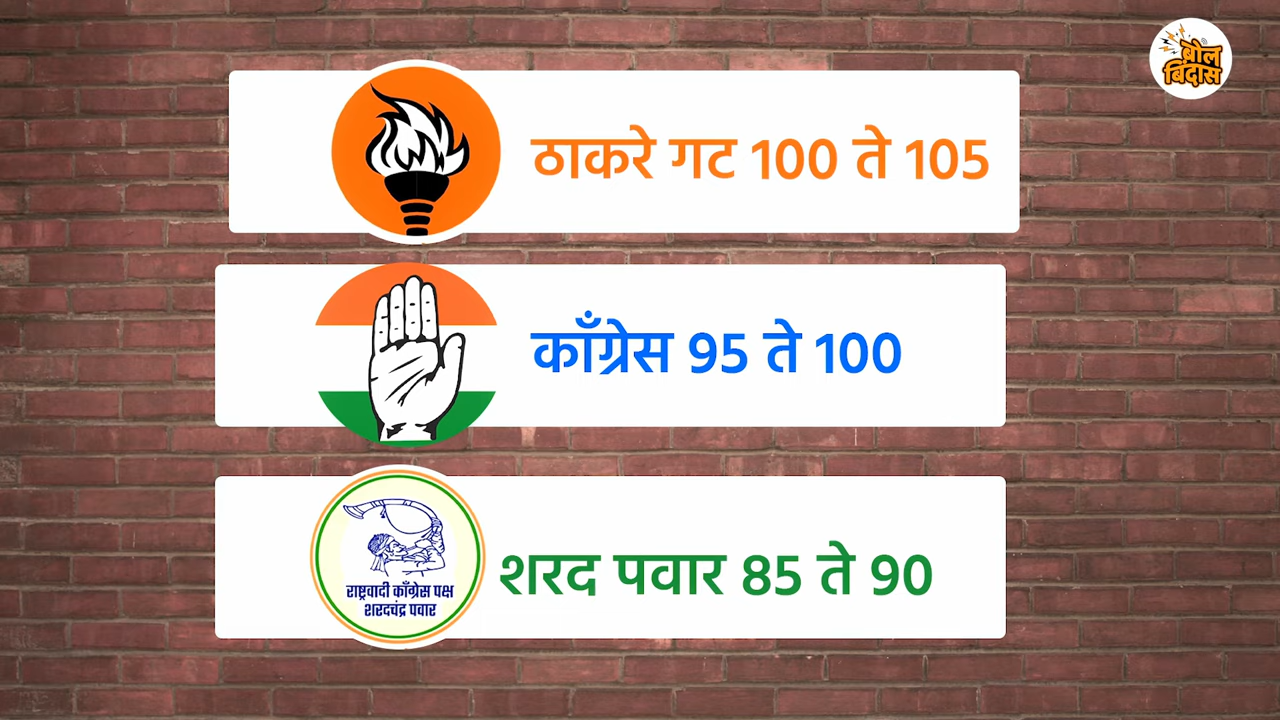 बोल
बिंदास
ठाकरे गट 100 ते 105
काँग्रेस 95 ते 100
राष्ट्रवादी काँग्रेस पक्ष
शरदचंद्र पवार
शरद पवार 85 ते 90